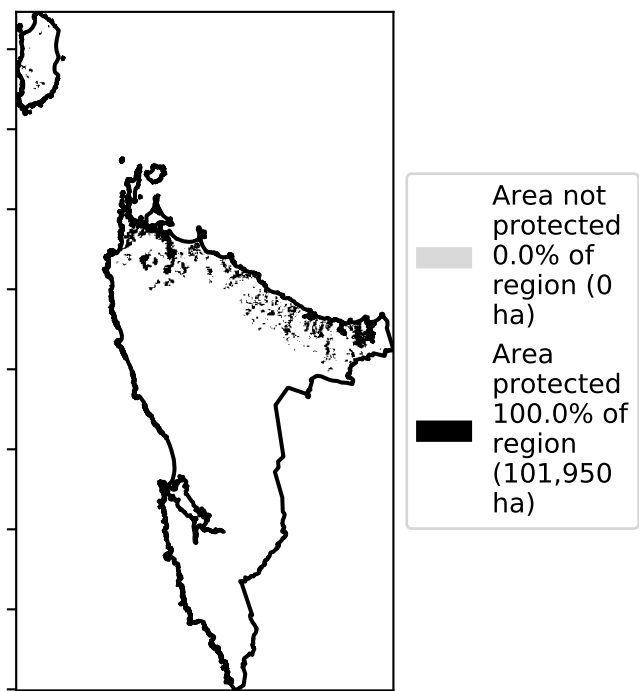 Area not
protected
0.0% of
region (0
ha)
Area
protected
100.0% of
region
(101,950
ha)